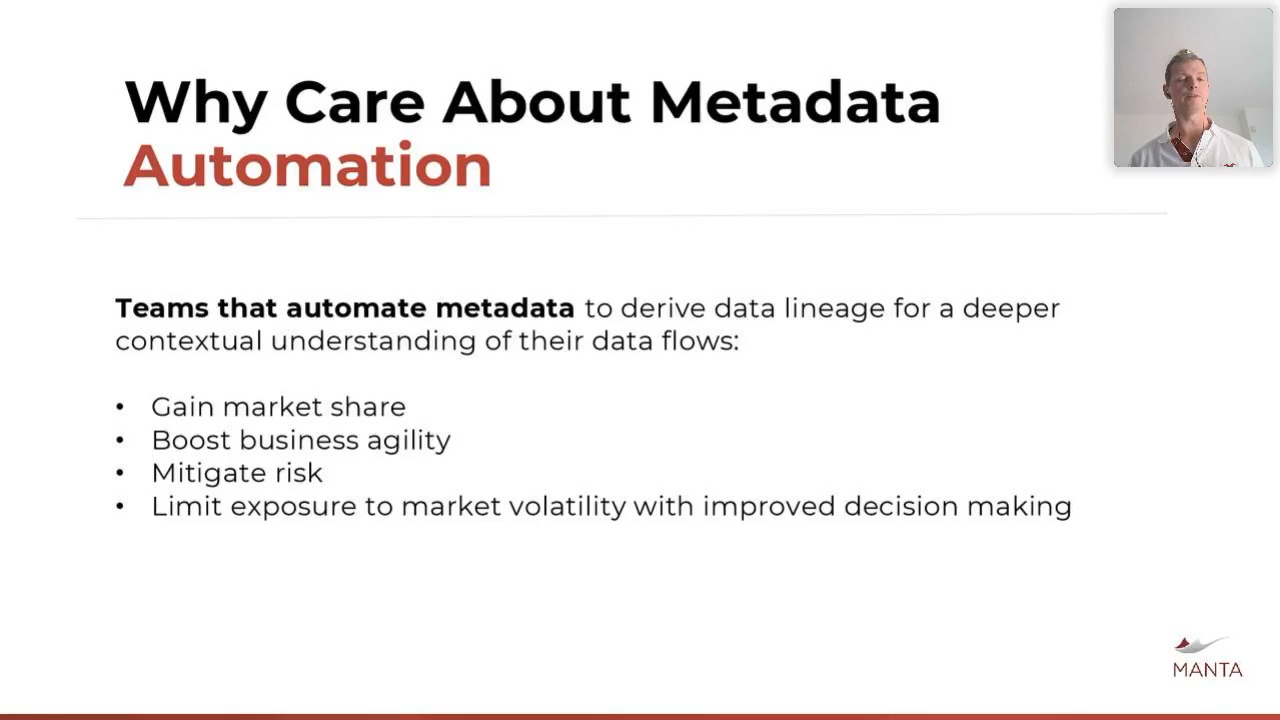 Why Care About Metadata
Automation
Teams that automate metadata to derive data lineage for a deeper
contextual understanding of their data flows:
• Gain market share
• Boost business agility
• Mitigate risk
• Limit exposure to market volatility with improved decision making
MANTA